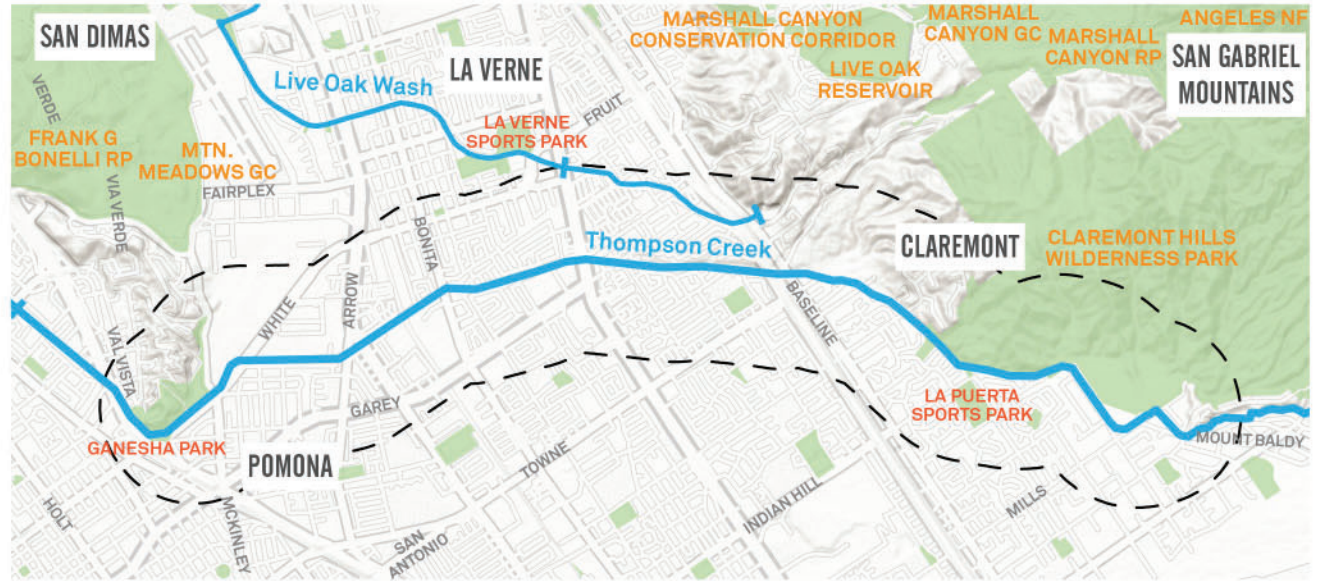 SAN DIMAS
Live Oak Wash
LA VERNE
MARSHALL CANYON
CONSERVATION CORRIDOR
LIVE OAK
RESERVOIR
MARSHALL
CANYON GC
MARSHALL
CANYON RP
ANGELES NF
SAN GABRIEL
MOUNTAINS
VERDE
FRANK G
BONELLI RP
VIA VERDE
MTN.
MEADOWS GC
FAIRPLEX
LA VERNE
SPORTS PARK
FRUIT
BONITA
Thompson Creek
CLAREMONT
CLAREMONT HILLS
WILDERNESS PARK
WHITE
ARROW
BASELINE
VAL VISTA
GAREY
GANESHA PARK
POMONA
LA PUERTA
SPORTS PARK
MOUNT BALDY
TOWNE
INDIAN HILL
MILLS
HOLT
MCKINLEY
SAN
ANTONIO